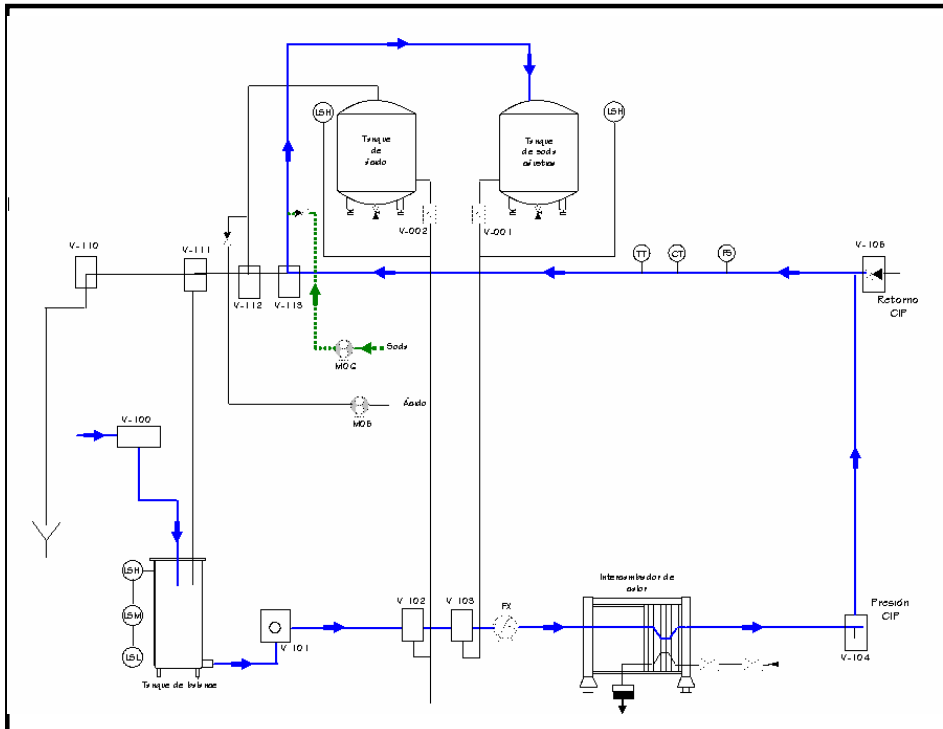 LSH
LSH
Tanque
de
ácido
Tanque
de soda
cáustica
V-002
V-001
V-110
V-111
V-112
V-113
TT
CT
FS
V-105
Retorno
CIP
Soda
MOC
Ácido
MOB
V-100
LSH
LSM
LSL
Tanque de balance
V-101
V-102
V-103
FX
Intercambiador de
calor
Presión
CIP
V-104